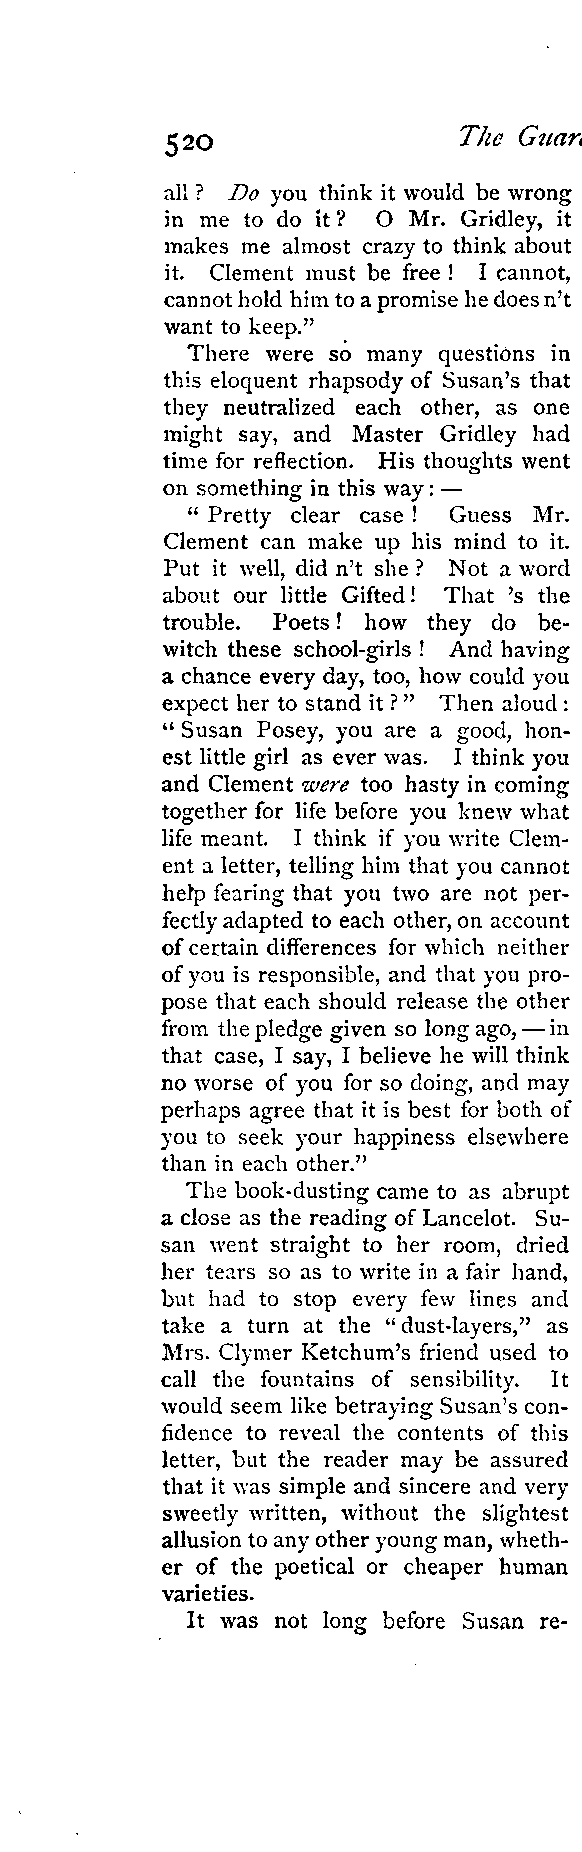 520 The Guar
all? Do you think it would be wrong
in me to do it? O Mr. Gridley, it
makes me almost crazy to think about
it. Clement must be free! I cannot,
cannot hold him to a promise he does n't
want to keep."
There were so many questions in
this eloquent rhapsody of Susan's that
they neutralized each other, as one
might say, and Master Gridley had
time for reflection. His thoughts went
on something in this way: —
"Pretty clear case! Guess Mr.
Clement can make up his mind to it.
Put it well, did n't she? Not a word
about our little Gifted! That 's the
trouble. Poets! how they do be-
witch these school-girls! And having
a chance every day, too, how could you
expect her to stand it?" Then aloud:
"Susan Posey, you are a good, hon-
est little girl as ever was. I think you
and Clement were too hasty in coming
together for life before you knew what
life meant. I think if you write Clem-
ent a letter, telling him that you cannot
help fearing that you two are not per-
fectly adapted to each other, on account
of certain differences for which neither
of you is responsible, and that you pro-
pose that each should release the other
from the pledge given so long ago, — in
that case, I say, I believe he will think
no worse of you for so doing, and may
perhaps agree that it is best for both of
you to seek your happiness elsewhere
than in each other."
The book-dusting came to as abrupt
a close as the reading of Lancelot. Su-
san went straight to her room, dried
her tears so as to write in a fair hand,
but had to stop every few lines and
take a turn at the "dust-layers," as
Mrs. Clymer Ketchum's friend used to
call the fountains of sensibility. It
would seem like betraying Susan's con-
fidence to reveal the contents of this
letter, but the reader may be assured
that it was simple and sincere and very
sweetly written, without the slightest
allusion to any other young man, wheth-
er of the poetical or cheaper human
varieties.
It was not long before Susan re-